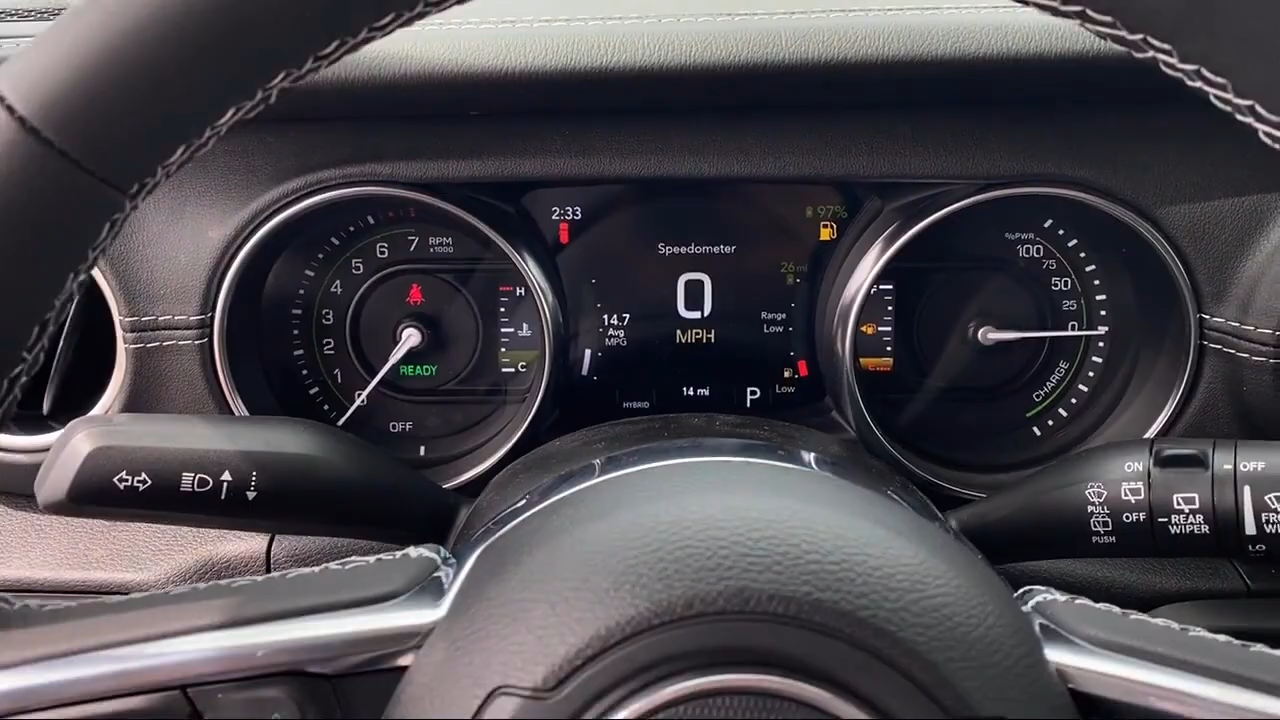 2:33
97%
Speedometer
0
MPH
14.7
Avg
MPG
26mi
Range
Low
Low
HYBRID
14 mi
P
7
6
5
4
3
2
1
0
RPM
x1000
READY
OFF
H
C
F
%PWR
100
75
50
25
0
CHARGE
ON
OFF
PULL
PUSH
REAR
WIPER
OFF
LO